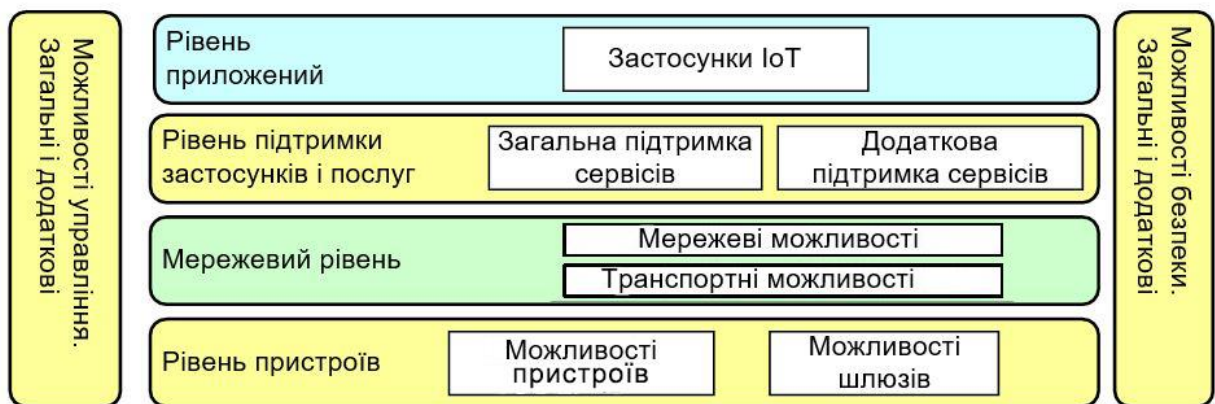 Можливості управління.
Загальні і додаткові
Рівень
приложений
Застосунки IoT
Рівень підтримки
застосунків і послуг
Загальна підтримка
сервісів
Додаткова
підтримка сервісів
Мережевий рівень
Мережеві можливості
Транспортні можливості
Рівень пристроїв
Можливості
пристроїв
Можливості
шлюзів
Можливості безпеки.
Загальні і додаткові